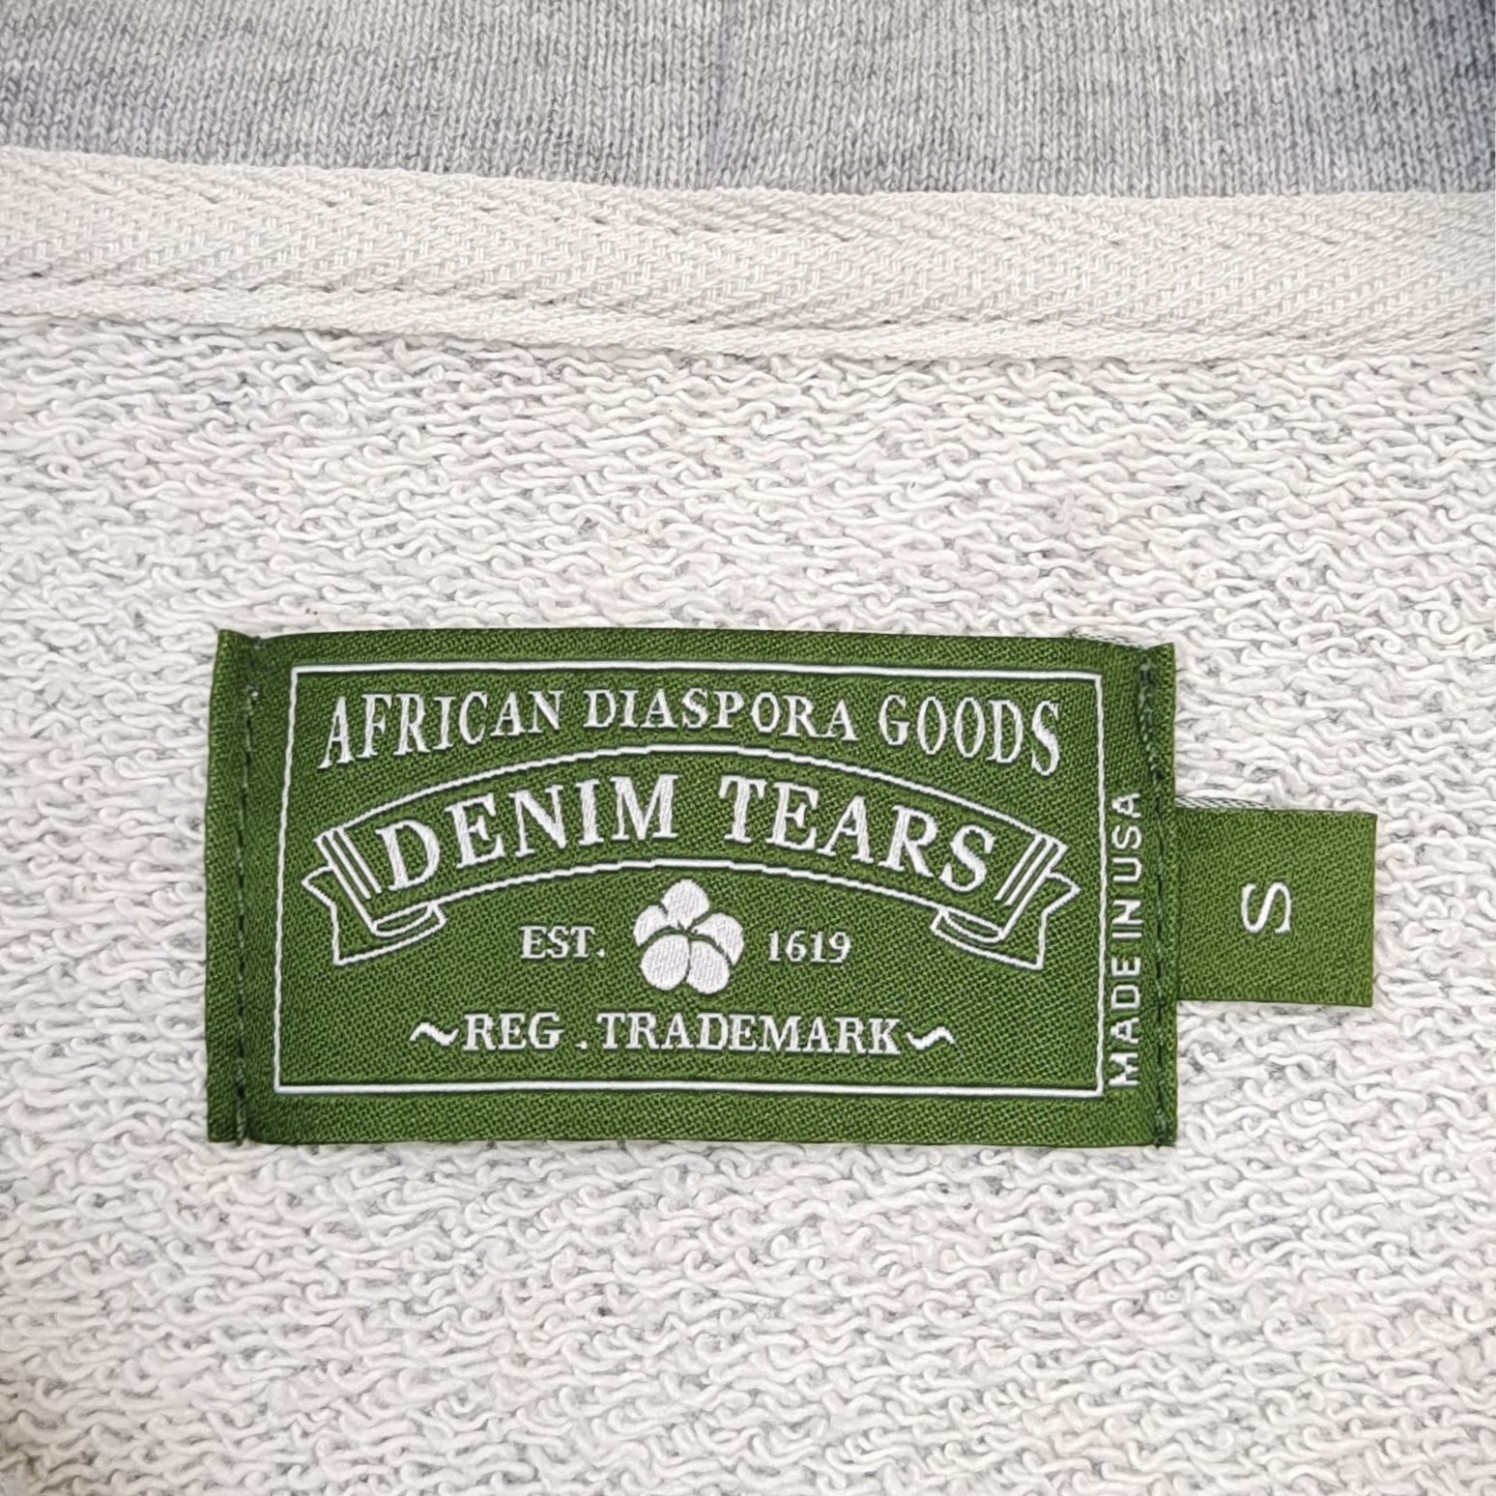 AFRICAN DIASPORA GOODS
DENIM TEARS
EST. 1619
~REG .TRADEMARK~
MADE IN USA
S